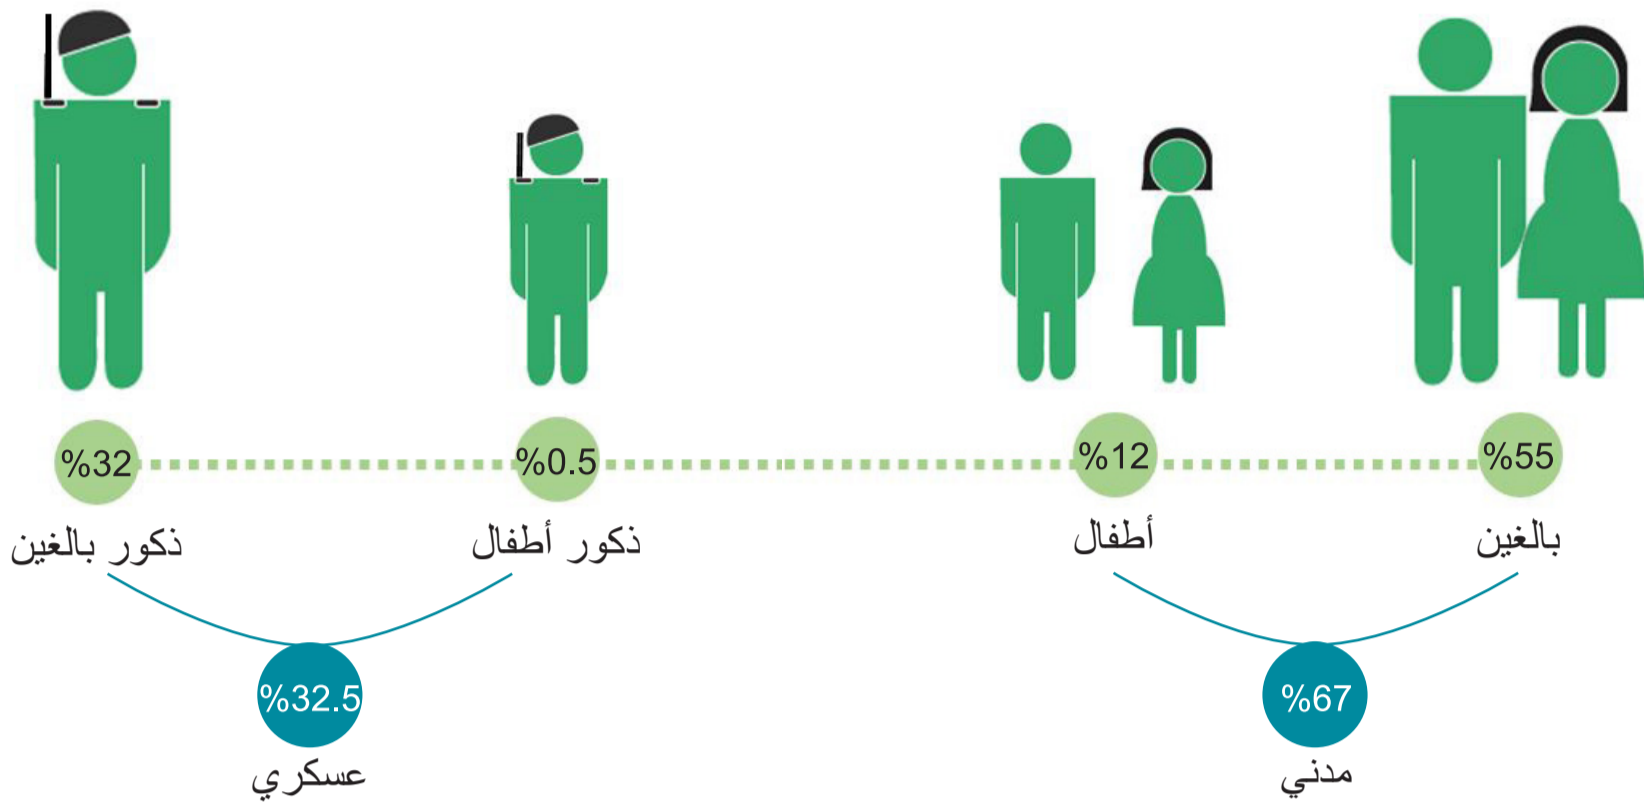 %55
%12
%0.5
%32
بالغين
أطفال
ذكور أطفال
ذكور بالغين
%67
%32.5
مدني
عسكري